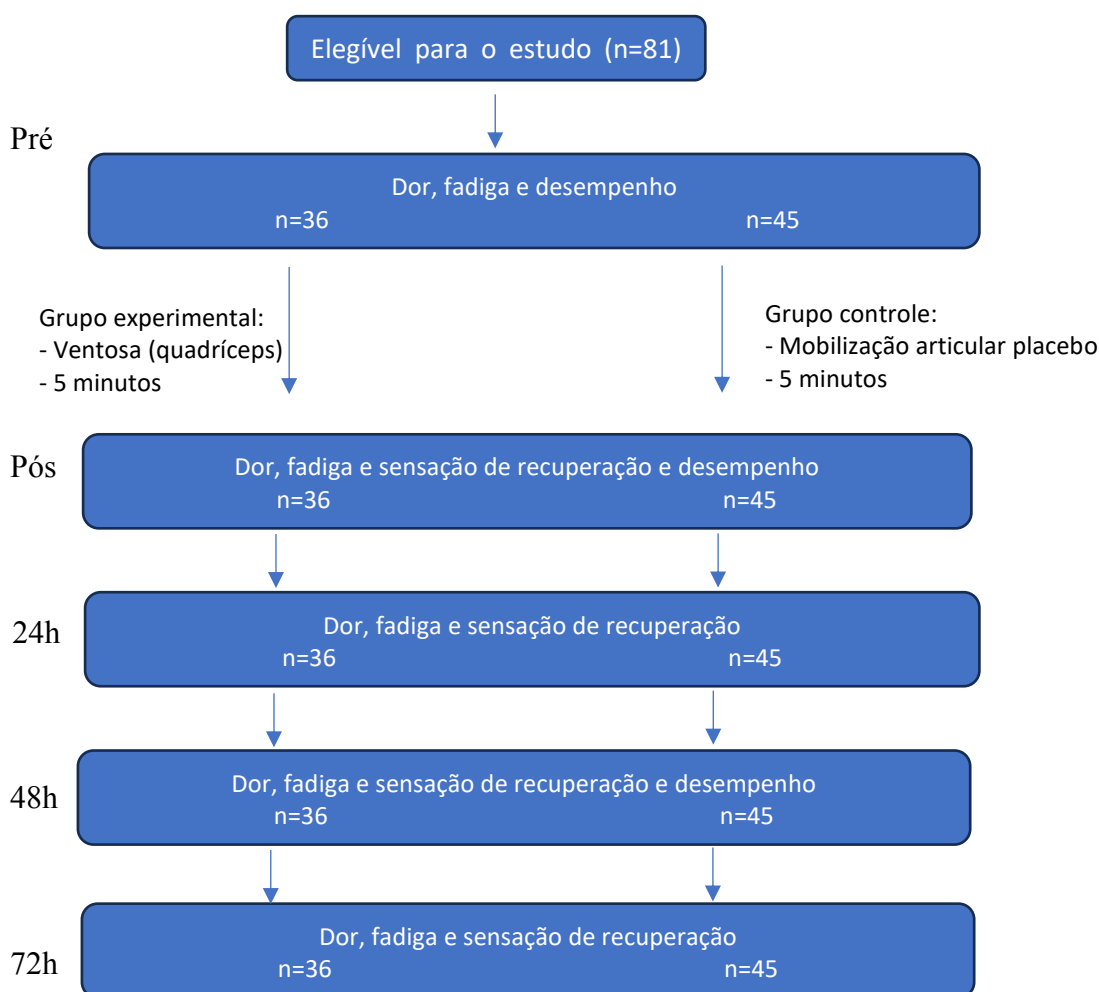 Elegível para o estudo (n=81)
Pré
Dor, fadiga e desempenho
n=36 n=45
Grupo experimental:
- Ventosa (quadríceps)
- 5 minutos
Grupo controle:
- Mobilização articular placebo
- 5 minutos
Pós
Dor, fadiga e sensação de recuperação e desempenho
n=36 n=45
24h
Dor, fadiga e sensação de recuperação
n=36 n=45
48h
Dor, fadiga e sensação de recuperação e desempenho
n=36 n=45
72h
Dor, fadiga e sensação de recuperação
n=36 n=45